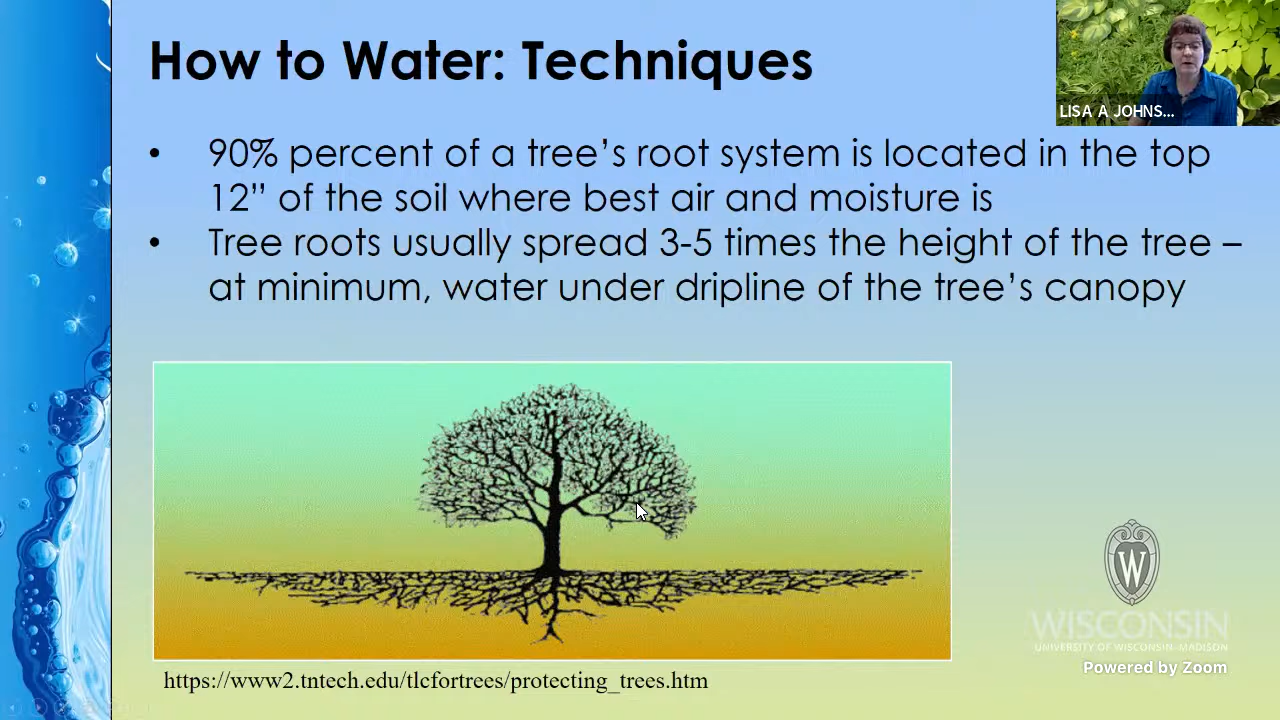 How to Water: Techniques
LISA A JOHNS...
• 90% percent of a tree’s root system is located in the top
12” of the soil where best air and moisture is
• Tree roots usually spread 3-5 times the height of the tree –
at minimum, water under dripline of the tree’s canopy
W
WISCONSIN
UNIVERSITY OF WISCONSIN–MADISON
Powered by Zoom
https://www2.tntech.edu/tlcfortrees/protecting_trees.htm